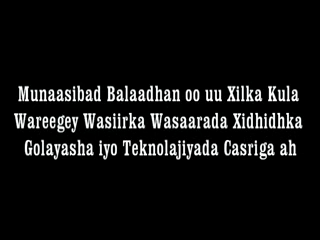 Munaasibad Balaadhan oo uu Xilka Kula
Wareegey Wasiirka Wasaarada Xidhidhka
Golayasha iyo Teknolajiyada Casriga ah